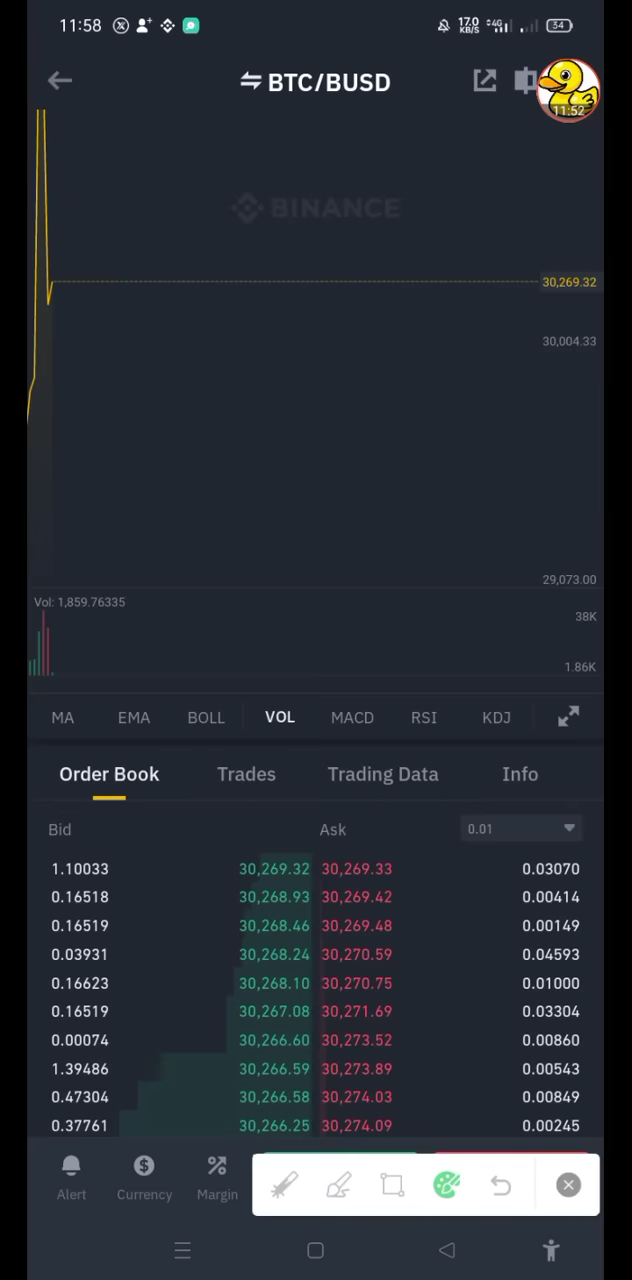 11:58 17.0 KB/S 4G 54
BTC/BUSD
11:52
BINANCE
30,269.32
30,004.33
29,073.00
Vol: 1,859.76335
38K
1.86K
MA EMA BOLL VOL MACD RSI KDJ
Order Book Trades Trading Data Info
Bid Ask 0.01
1.10033 30,269.32 30,269.33 0.03070
0.16518 30,268.93 30,269.42 0.00414
0.16519 30,268.46 30,269.48 0.00149
0.03931 30,268.24 30,270.59 0.04593
0.16623 30,268.10 30,270.75 0.01000
0.16519 30,267.08 30,271.69 0.03304
0.00074 30,266.60 30,273.52 0.00860
1.39486 30,266.59 30,273.89 0.00543
0.47304 30,266.58 30,274.03 0.00849
0.37761 30,266.25 30,274.09 0.00245
Alert Currency Margin